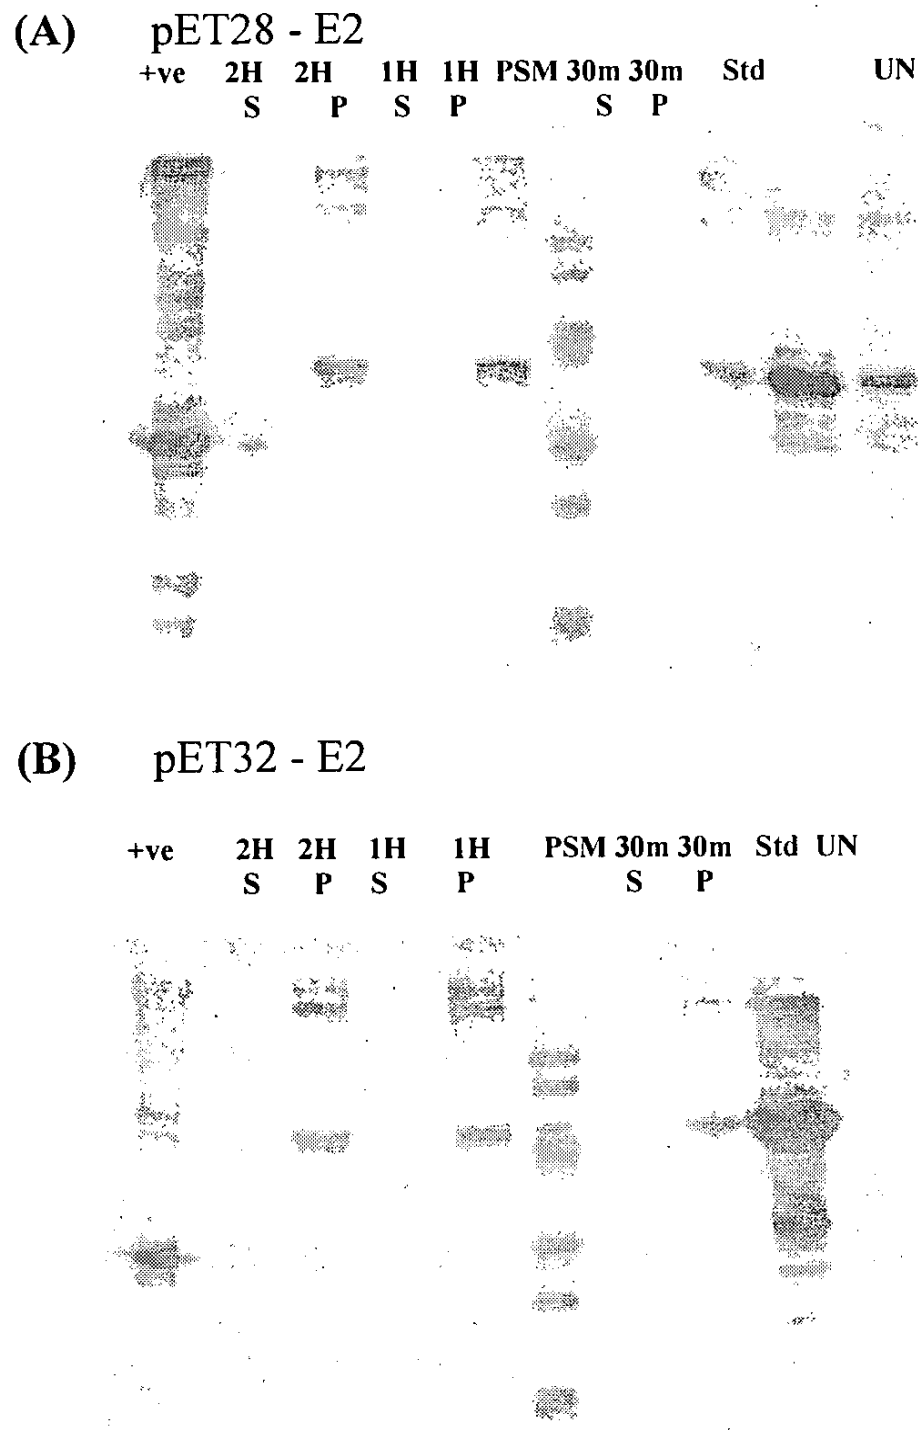 (A) pET28 - E2
+ve 2H 2H 1H 1H PSM 30m 30m Std UN
S P S P S P
(B) pET32 - E2
+ve 2H 2H 1H 1H PSM 30m 30m Std UN
S P S P S P